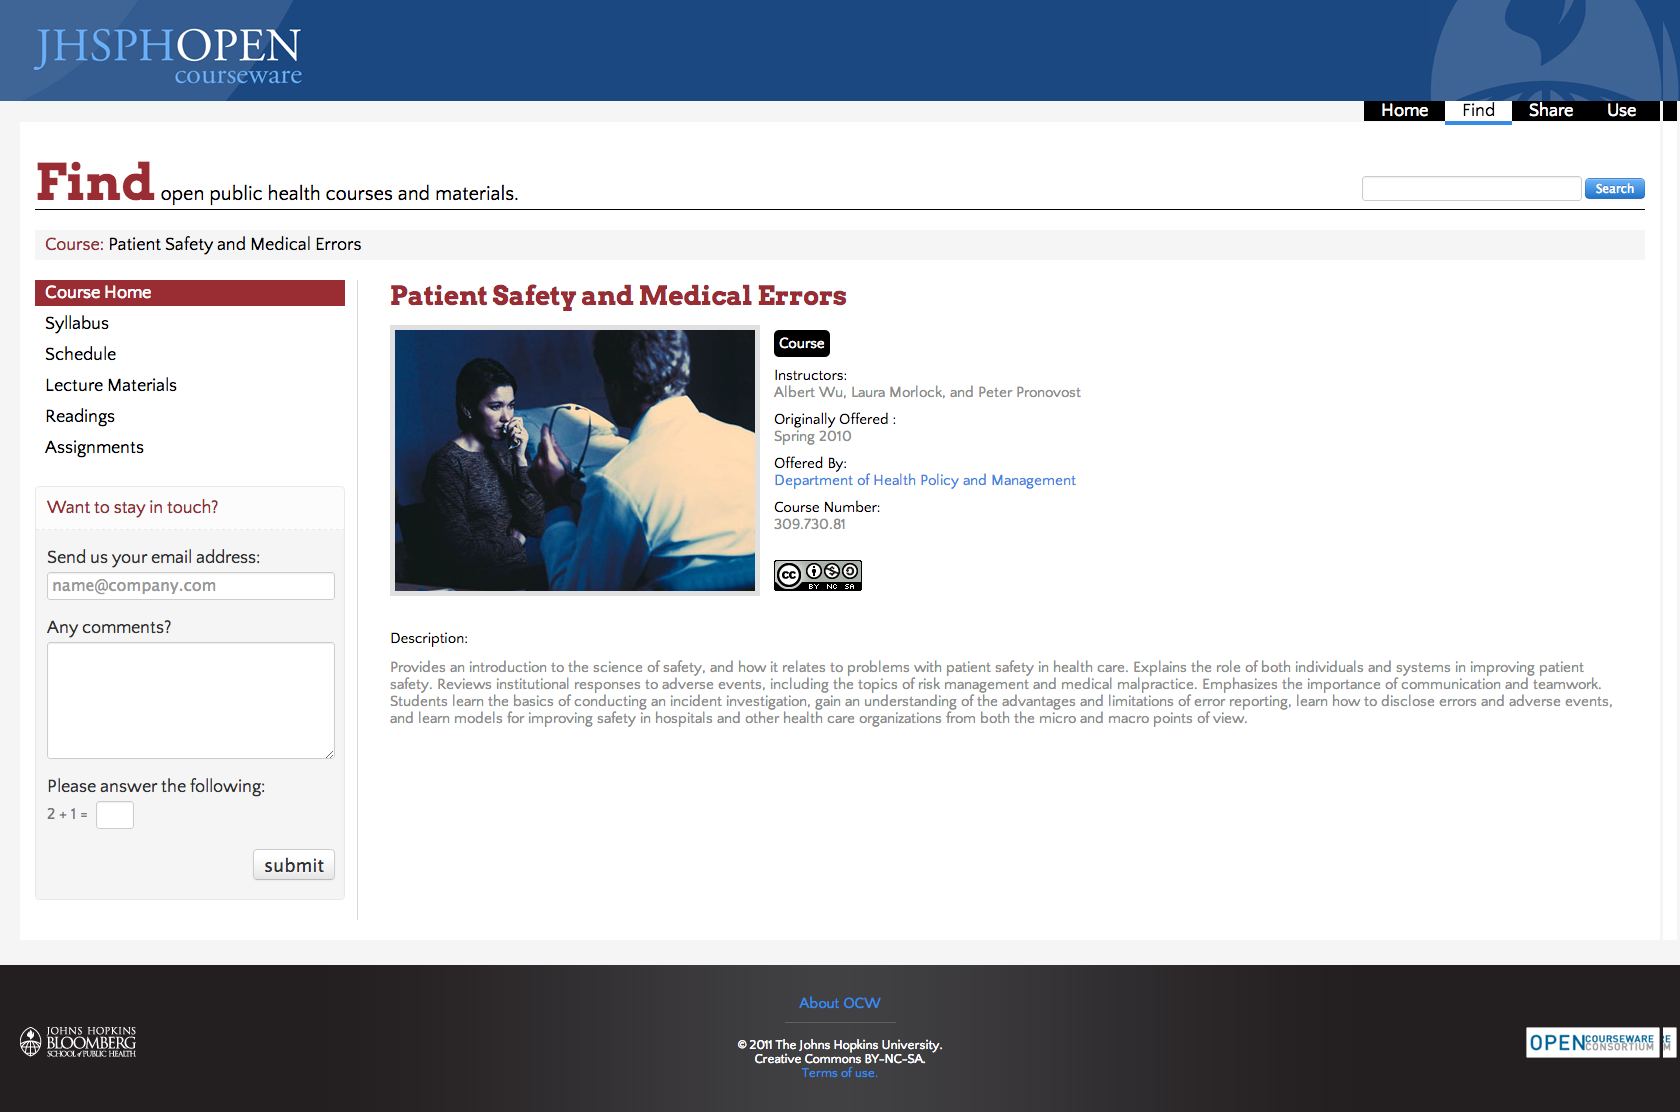 JHSPHOPEN
courseware
Home Find Share Use
Find open public health courses and materials.
Search
Course: Patient Safety and Medical Errors
Course Home
Syllabus
Schedule
Lecture Materials
Readings
Assignments
Want to stay in touch?
Send us your email address:
name@company.com
Any comments?
Please answer the following:
2 + 1 =
submit
Patient Safety and Medical Errors
Course
Instructors:
Albert Wu, Laura Morlock, and Peter Pronovost
Originally Offered :
Spring 2010
Offered By:
Department of Health Policy and Management
Course Number:
309.730.81
cc
BY NC SA
Description:
Provides an introduction to the science of safety, and how it relates to problems with patient safety in health care. Explains the role of both individuals and systems in improving patient
safety. Reviews institutional responses to adverse events, including the topics of risk management and medical malpractice. Emphasizes the importance of communication and teamwork.
Students learn the basics of conducting an incident investigation, gain an understanding of the advantages and limitations of error reporting, learn how to disclose errors and adverse events,
and learn models for improving safety in hospitals and other health care organizations from both the micro and macro points of view.
JOHNS HOPKINS
BLOOMBERG
SCHOOL of PUBLIC HEALTH
About OCW
© 2011 The Johns Hopkins University.
Creative Commons BY-NC-SA.
Terms of use.
OPEN COURSEWARE
CONSORTIUM
E
M